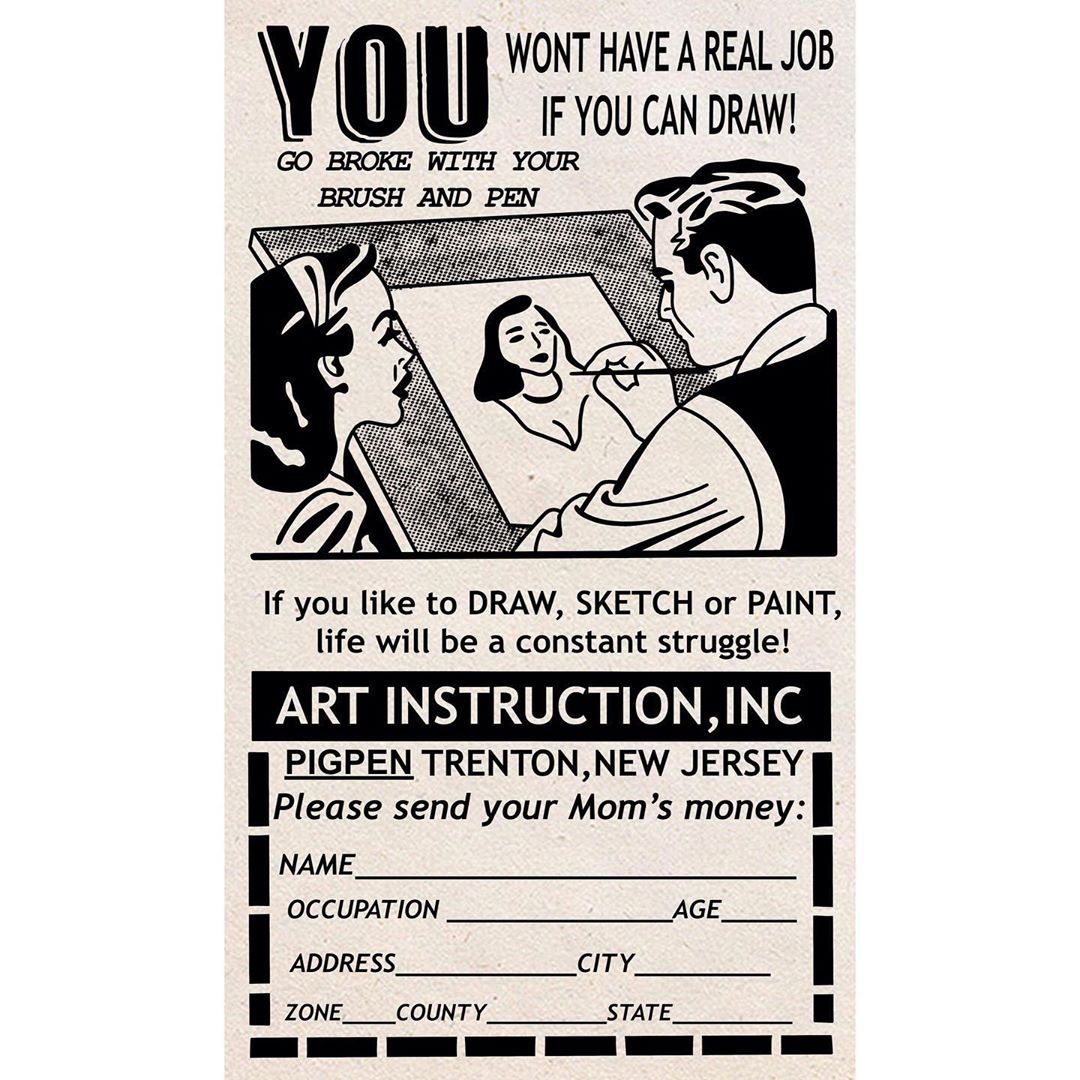 YOU WONT HAVE A REAL JOB
IF YOU CAN DRAW!
GO BROKE WITH YOUR
BRUSH AND PEN
If you like to DRAW, SKETCH or PAINT,
life will be a constant struggle!
ART INSTRUCTION,INC
PIGPEN TRENTON,NEW JERSEY
Please send your Mom's money:
NAME
OCCUPATION AGE
ADDRESS CITY
ZONE COUNTY STATE